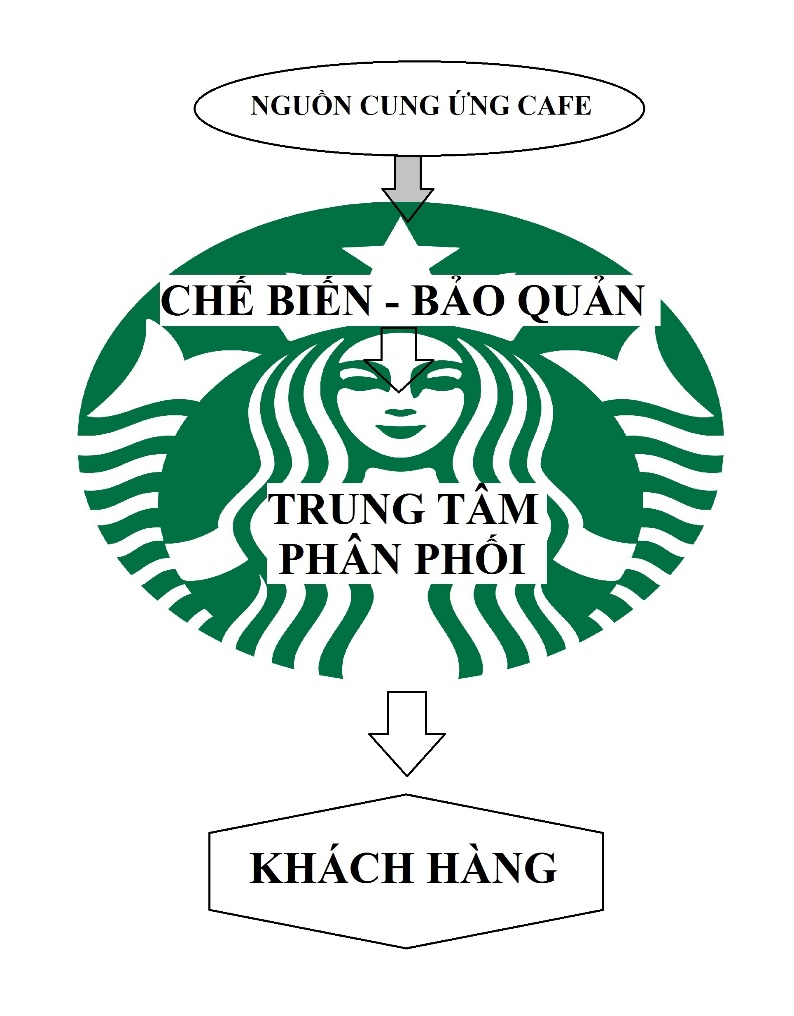 NGUỒN CUNG ỨNG CAFE
CHẾ BIẾN - BẢO QUẢN
TRUNG TÂM
PHÂN PHỐI
KHÁCH HÀNG